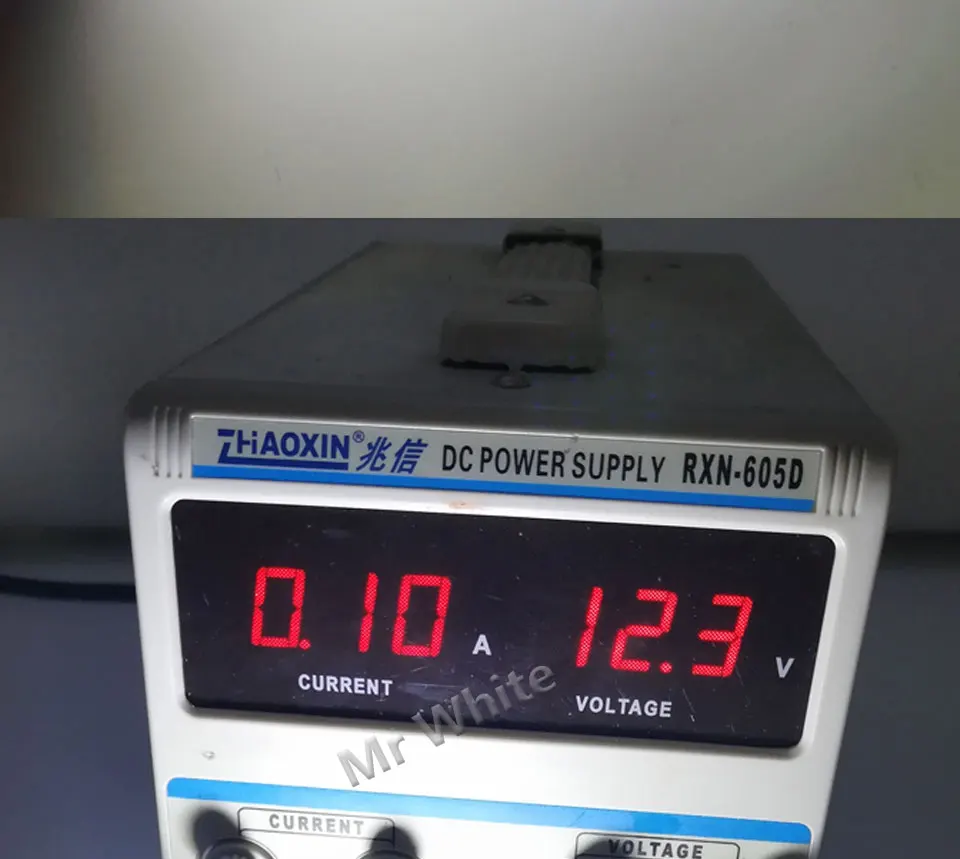 ZHAOXIN® 兆信 DC POWER SUPPLY RXN-605D
0.10 A 12.3 V
CURRENT VOLTAGE
Mr White
CURRENT VOLTAGE